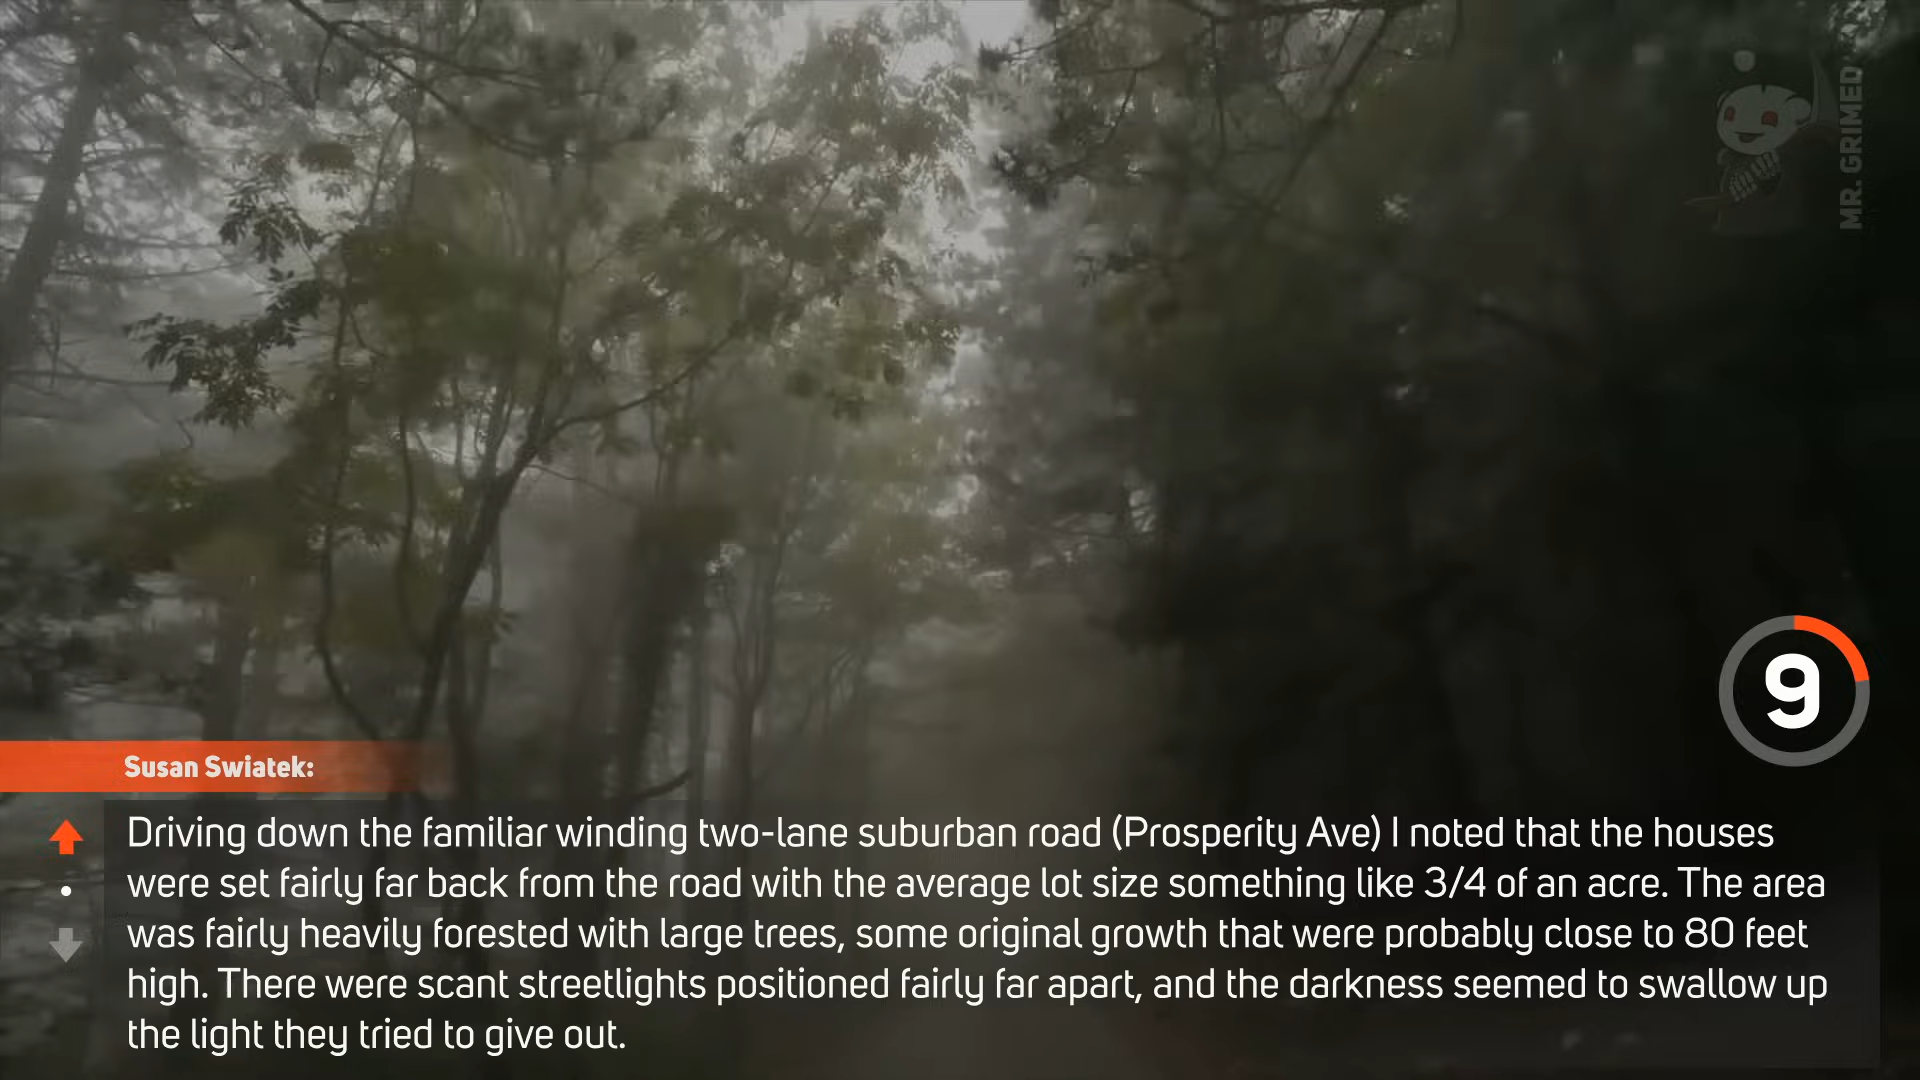 MR. GRIMED
9
Susan Swiatek:
Driving down the familiar winding two-lane suburban road (Prosperity Ave) I noted that the houses
were set fairly far back from the road with the average lot size something like 3/4 of an acre. The area
was fairly heavily forested with large trees, some original growth that were probably close to 80 feet
high. There were scant streetlights positioned fairly far apart, and the darkness seemed to swallow up
the light they tried to give out.